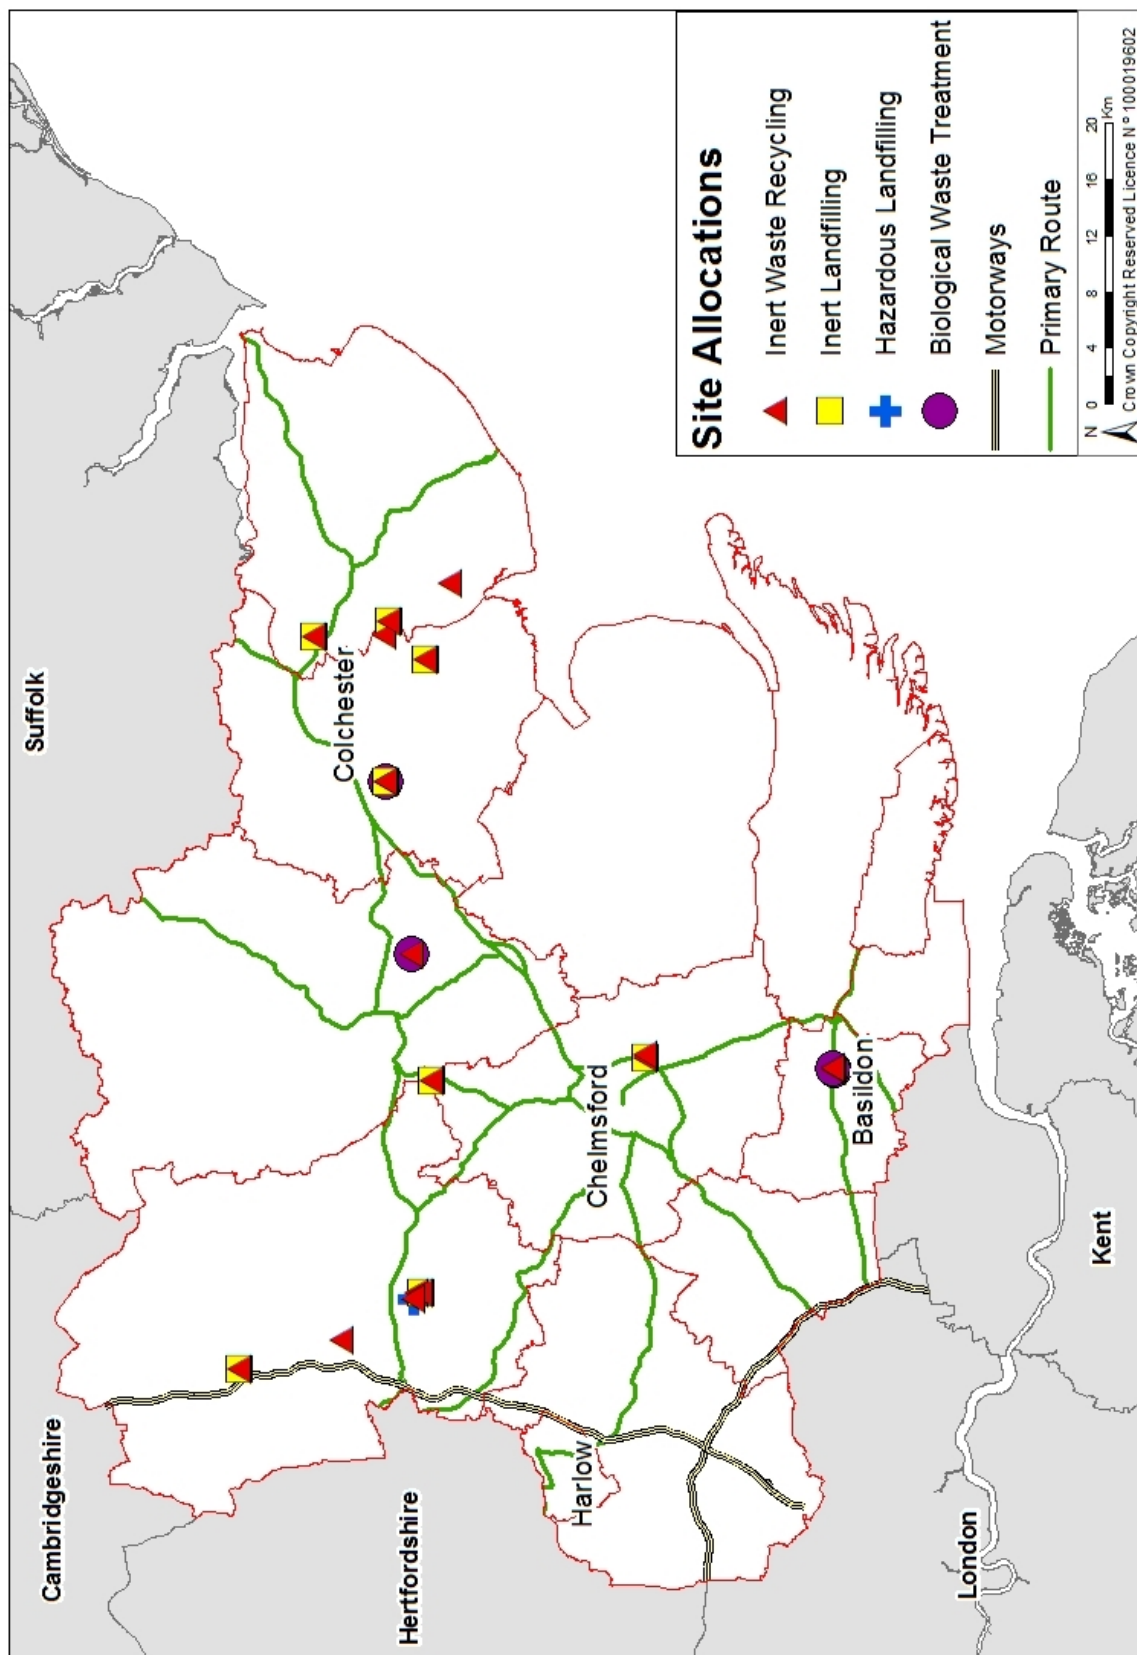 Cambridgeshire
Suffolk
Hertfordshire
Colchester
Harlow
Chelmsford
Basildon
London
Kent
Site Allocations
Inert Waste Recycling
Inert Landfilling
Hazardous Landfilling
Biological Waste Treatment
Motorways
Primary Route
N 0 4 8 12 16 20
Km
Crown Copyright Reserved Licence N° 100019602